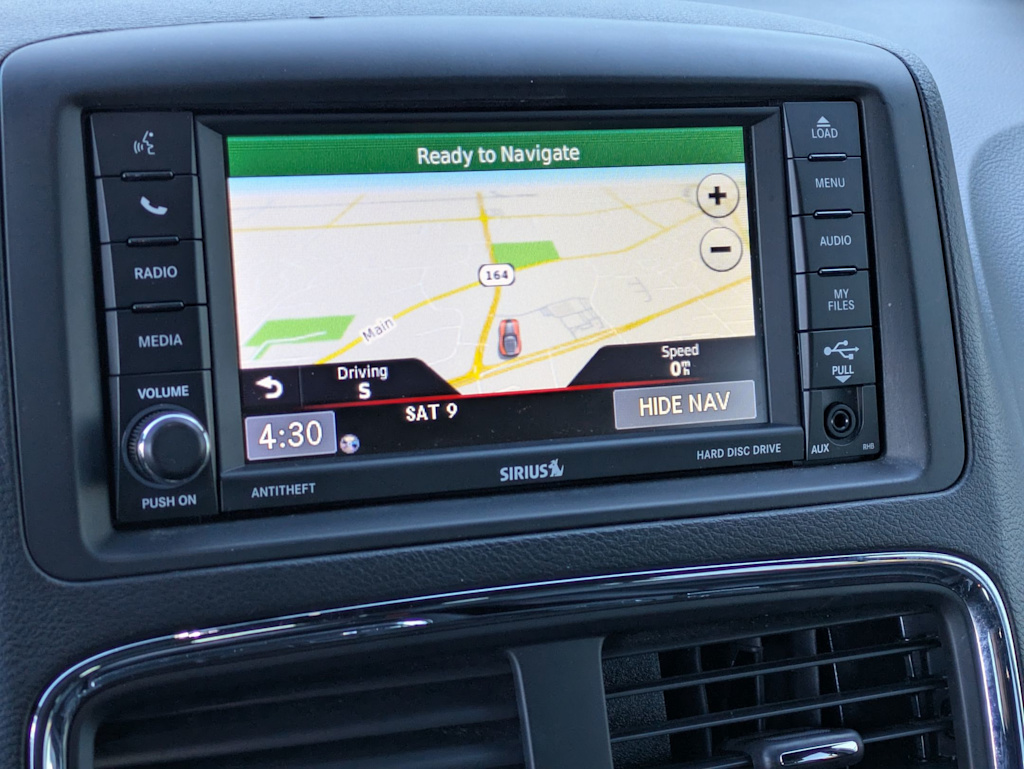 Ready to Navigate
LOAD
MENU
RADIO
AUDIO
164
MY
FILES
Main
MEDIA
PULL
Driving
S
Speed
0 m/h
VOLUME
SAT 9
HIDE NAV
4:30
AUX
RHB
HARD DISC DRIVE
SIRIUS
ANTITHEFT
PUSH ON